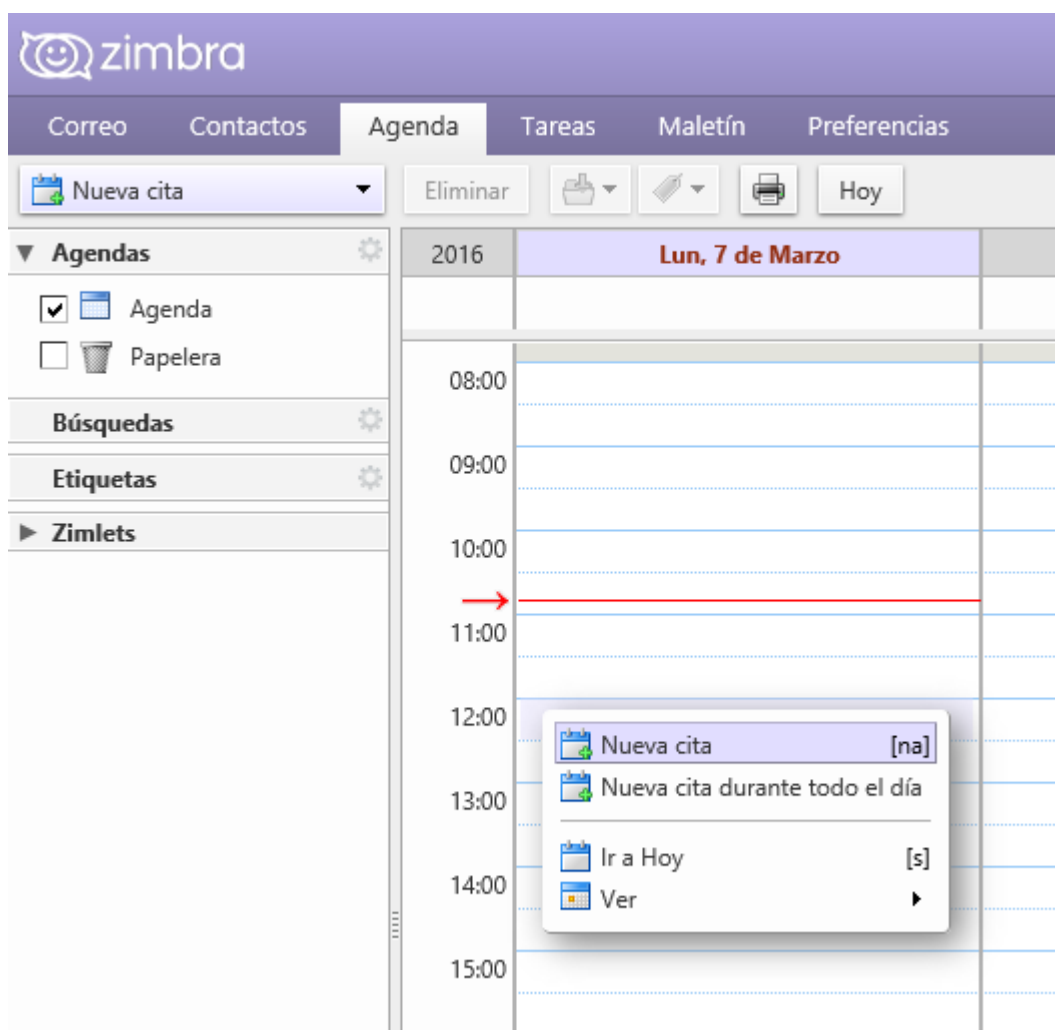 zimbra
Correo Contactos Agenda Tareas Maletín Preferencias
Nueva cita Eliminar Hoy
Agendas
2016 Lun, 7 de Marzo
Agenda
Papelera
08:00
Búsquedas
09:00
Etiquetas
Zimlets
10:00
11:00
12:00
Nueva cita [na]
Nueva cita durante todo el día
13:00
Ir a Hoy [s]
14:00
Ver
15:00